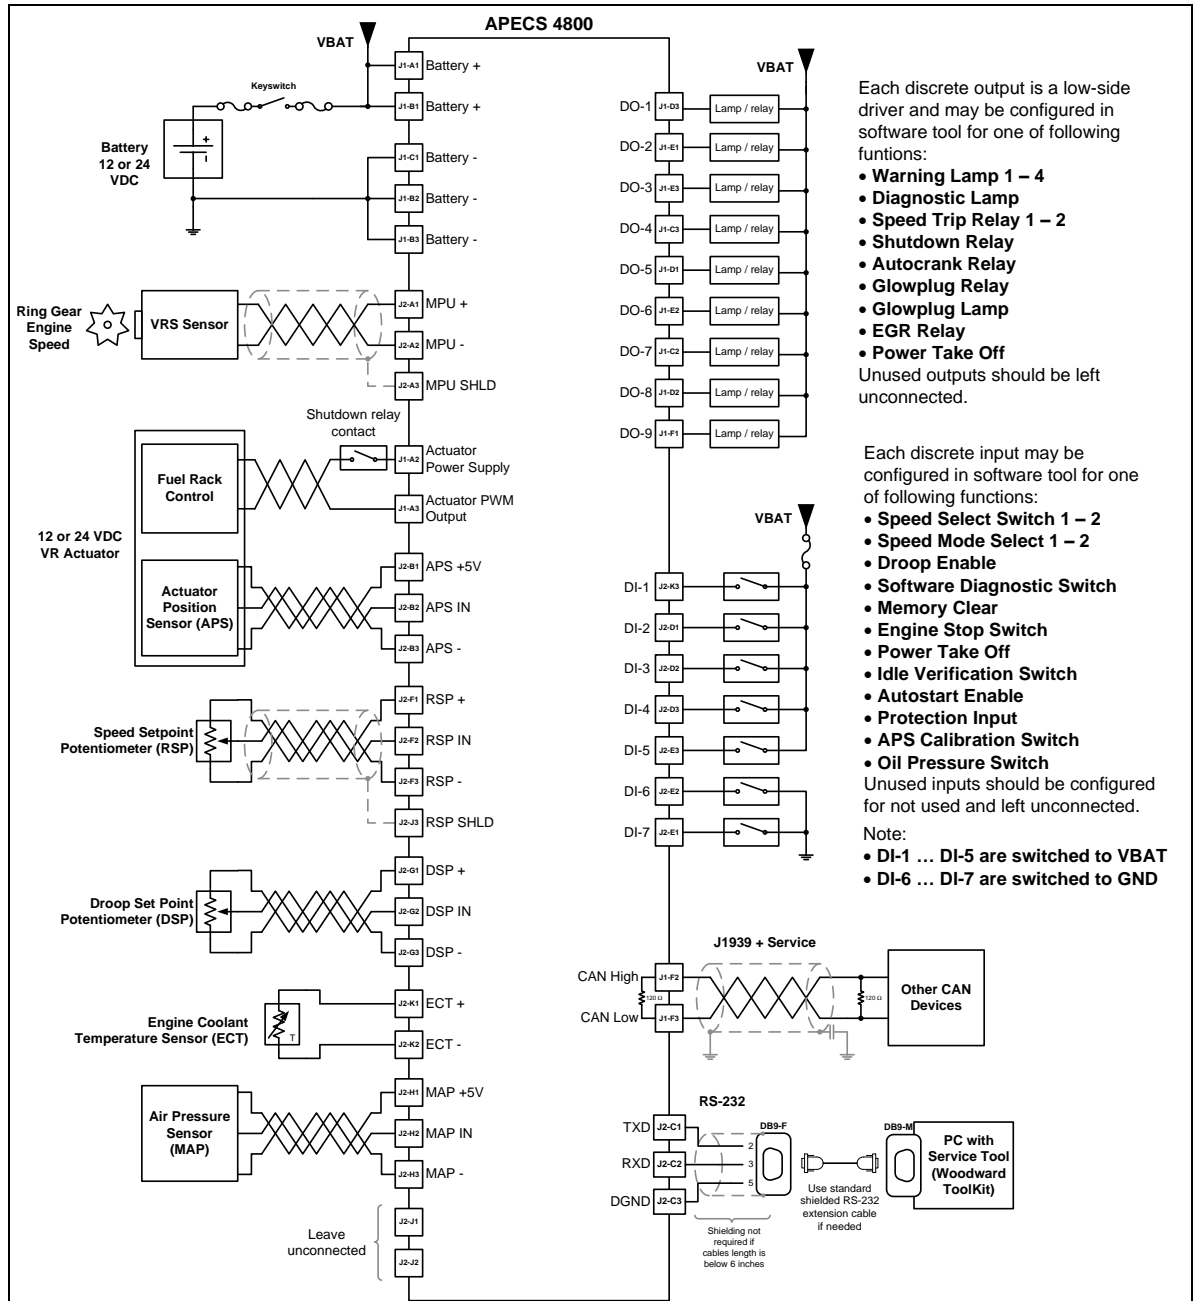 APECS 4800
VBAT
Keyswitch
J1-A1 Battery +
J1-B1 Battery +
Battery
12 or 24
VDC
+
-
J1-C1 Battery -
J1-B2 Battery -
J1-B3 Battery -
Ring Gear
Engine
Speed
VRS Sensor
J2-A1 MPU +
J2-A2 MPU -
J2-A3 MPU SHLD
Shutdown relay
contact
12 or 24 VDC
VR Actuator
Fuel Rack
Control
J1-A2 Actuator
Power Supply
J1-A3 Actuator PWM
Output
Actuator
Position
Sensor (APS)
J2-B1 APS +5V
J2-B2 APS IN
J2-B3 APS -
Speed Setpoint
Potentiometer (RSP)
J2-F1 RSP +
J2-F2 RSP IN
J2-F3 RSP -
J2-J3 RSP SHLD
Droop Set Point
Potentiometer (DSP)
J2-G1 DSP +
J2-G2 DSP IN
J2-G3 DSP -
Engine Coolant
Temperature Sensor (ECT)
T
J2-K1 ECT +
J2-K2 ECT -
Air Pressure
Sensor
(MAP)
J2-H1 MAP +5V
J2-H2 MAP IN
J2-H3 MAP -
Leave
unconnected
J2-J1
J2-J2
VBAT
DO-1 J1-D3 Lamp / relay
DO-2 J1-E1 Lamp / relay
DO-3 J1-E3 Lamp / relay
DO-4 J1-C3 Lamp / relay
DO-5 J1-D1 Lamp / relay
DO-6 J1-E2 Lamp / relay
DO-7 J1-C2 Lamp / relay
DO-8 J1-D2 Lamp / relay
DO-9 J1-F1 Lamp / relay
Each discrete output is a low-side
driver and may be configured in
software tool for one of following
funtions:
• Warning Lamp 1 – 4
• Diagnostic Lamp
• Speed Trip Relay 1 – 2
• Shutdown Relay
• Autocrank Relay
• Glowplug Relay
• Glowplug Lamp
• EGR Relay
• Power Take Off
Unused outputs should be left
unconnected.
VBAT
DI-1 J2-K3
DI-2 J2-D1
DI-3 J2-D2
DI-4 J2-D3
DI-5 J2-E3
DI-6 J2-E2
DI-7 J2-E1
Each discrete input may be
configured in software tool for one
of following functions:
• Speed Select Switch 1 – 2
• Speed Mode Select 1 – 2
• Droop Enable
• Software Diagnostic Switch
• Memory Clear
• Engine Stop Switch
• Power Take Off
• Idle Verification Switch
• Autostart Enable
• Protection Input
• APS Calibration Switch
• Oil Pressure Switch
Unused inputs should be configured
for not used and left unconnected.
Note:
• DI-1 ... DI-5 are switched to VBAT
• DI-6 ... DI-7 are switched to GND
J1939 + Service
CAN High J1-F2
120 Ω
CAN Low J1-F3
120 Ω
Other CAN
Devices
RS-232
TXD J2-C1
RXD J2-C2
DGND J2-C3
2
3
5
DB9-F
DB9-M
PC with
Service Tool
(Woodward
ToolKit)
Use standard
shielded RS-232
extension cable
if needed
Shielding not
required if
cables length is
below 6 inches